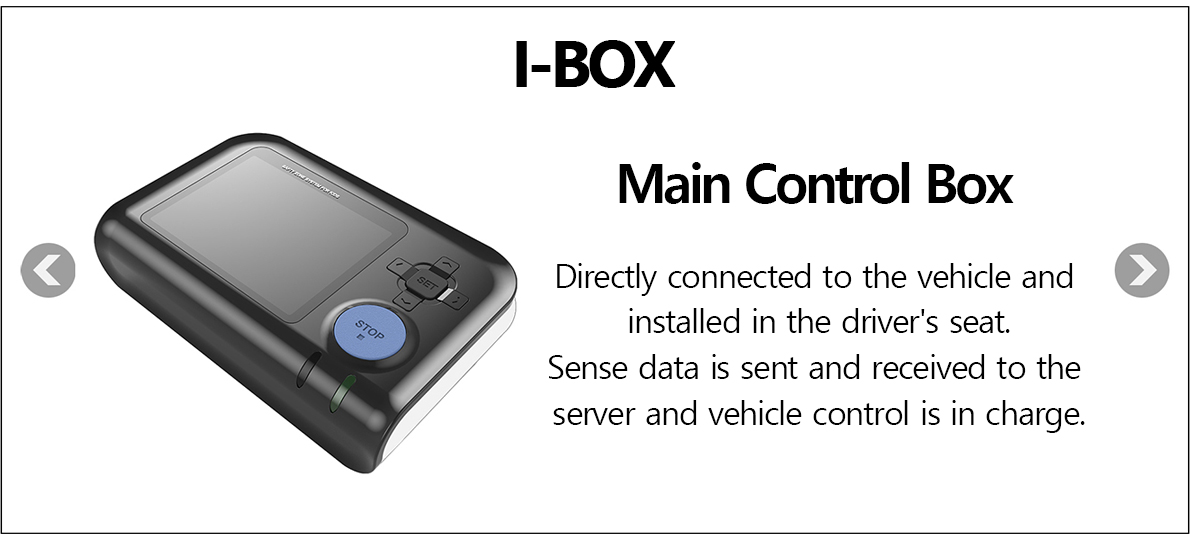 I-BOX
Main Control Box
Directly connected to the vehicle and
installed in the driver's seat.
Sense data is sent and received to the
server and vehicle control is in charge.
SET
STOP